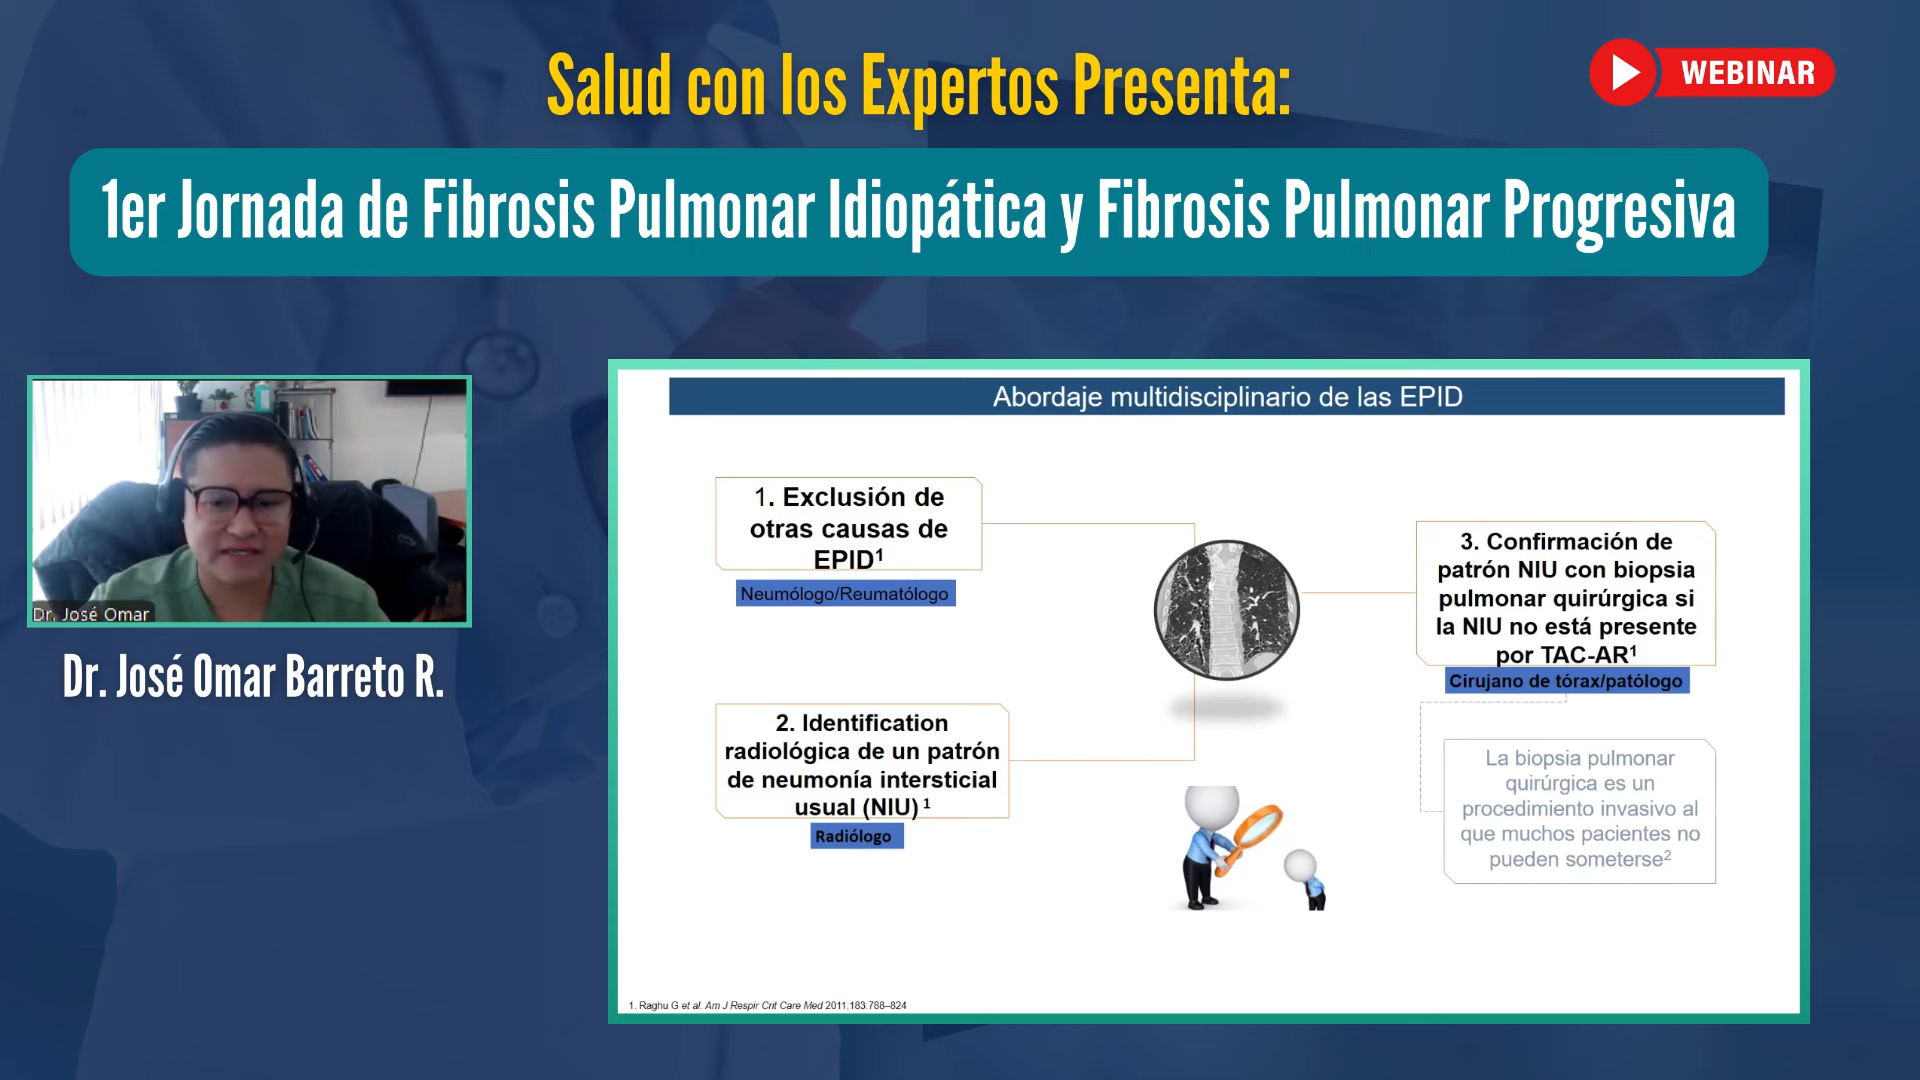 Salud con los Expertos Presenta:
WEBINAR
1er Jornada de Fibrosis Pulmonar Idiopática y Fibrosis Pulmonar Progresiva
Dr. José Omar
Dr. José Omar Barreto R.
Abordaje multidisciplinario de las EPID
1. Exclusión de
otras causas de
EPID¹
Neumólogo/Reumatólogo
2. Identification
radiológica de un patrón
de neumonía intersticial
usual (NIU) ¹
Radiólogo
3. Confirmación de
patrón NIU con biopsia
pulmonar quirúrgica si
la NIU no está presente
por TAC-AR¹
Cirujano de tórax/patólogo
La biopsia pulmonar
quirúrgica es un
procedimiento invasivo al
que muchos pacientes no
pueden someterse²
1. Raghu G et al. Am J Respir Crit Care Med 2011;183:788–824